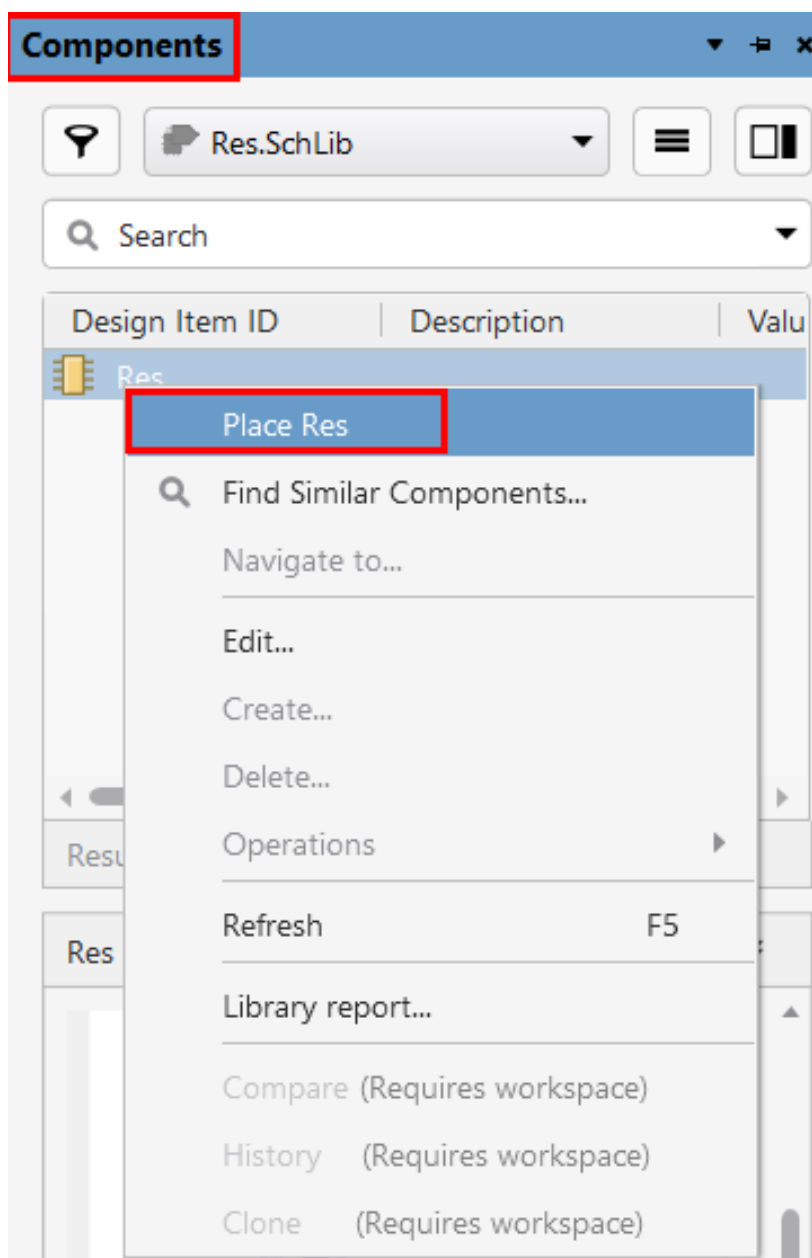 Components
Res.SchLib
Search
Design Item ID Description Valu
Res
Place Res
Find Similar Components...
Navigate to...
Edit...
Create...
Delete...
Operations
Resu
Refresh F5
Res
Library report...
Compare (Requires workspace)
History (Requires workspace)
Clone (Requires workspace)